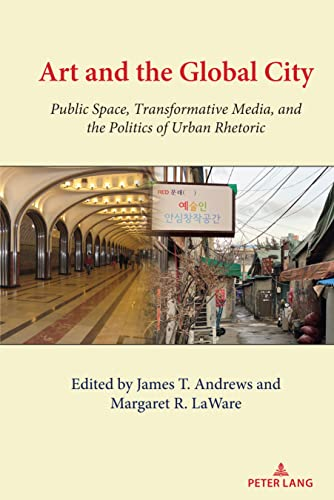 Art and the Global City
Public Space, Transformative Media, and
the Politics of Urban Rhetoric
RED 문래( )
예술인
안심창작공간
Edited by James T. Andrews and
Margaret R. LaWare
PETER LANG